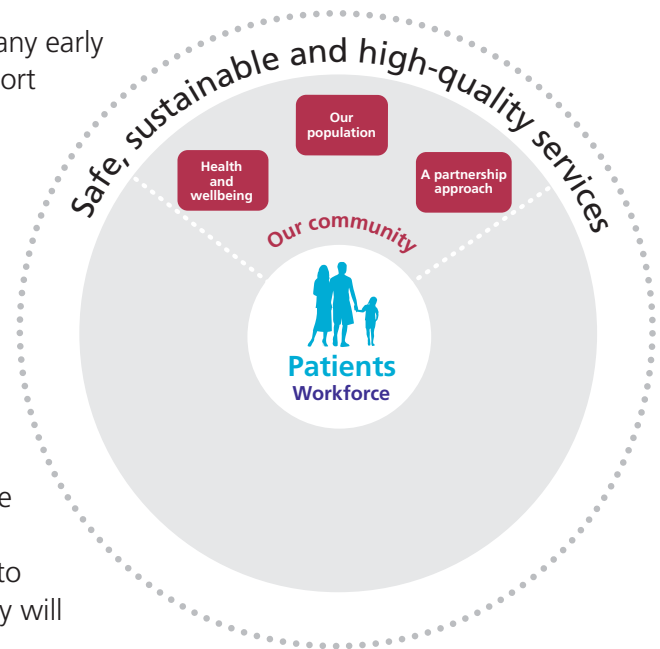 any early
ort
Safe, sustainable and high-quality services
Our
population
Health
and
wellbeing
A partnership
approach
Our community
Patients
Workforce
e
to
y will